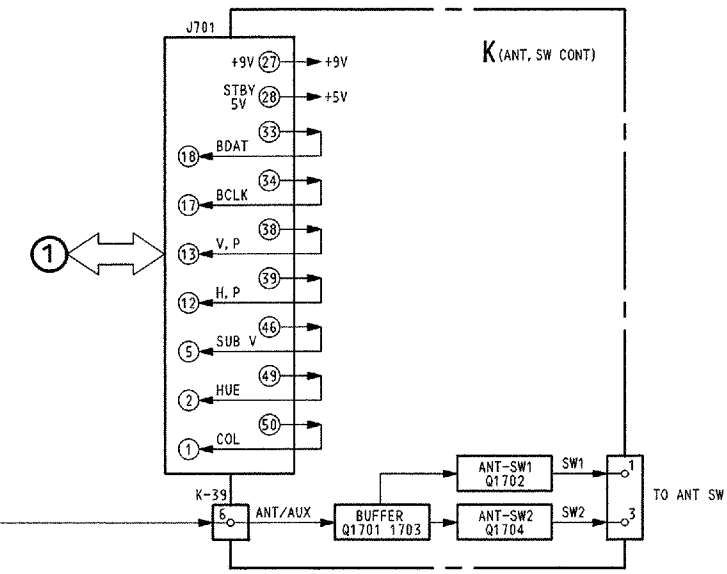 J701
K (ANT, SW CONT)
+9V 27 +9V
STBY 5V 28 +5V
33
18 BDAT
34
17 BCLK
38
1
13 V, P
39
12 H, P
46
5 SUB V
49
2 HUE
50
1 COL
K-39
6 ANT/AUX
BUFFER
Q1701 1703
ANT-SW1
Q1702
SW1
1
ANT-SW2
Q1704
SW2
3
TO ANT SW